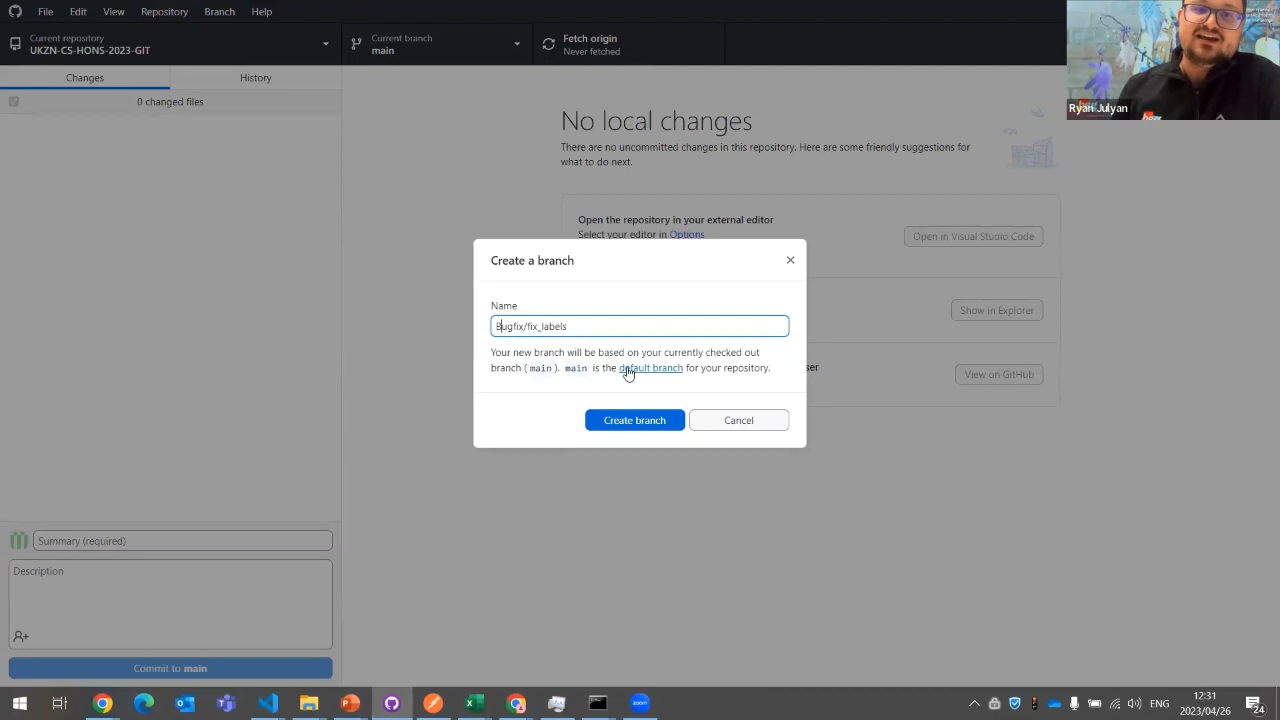 File Edit View Repository Branch Help
Current repository
UKZN-CS-HONS-2023-GIT
Current branch
main
Fetch origin
Never fetched
Ryan Julyan
Changes
History
0 changed files
No local changes
There are no uncommitted changes in this repository. Here are some friendly suggestions for
what to do next.
Open the repository in your external editor
Select your editor in Options
Open in Visual Studio Code
Show in Explorer
View on GitHub
Create a branch
Name
Bugfix/fix_labels
Your new branch will be based on your currently checked out
branch (main). main is the default branch for your repository.
Create branch
Cancel
Summary (required)
Description
Commit to main
zoom
ENG
12:31
2023/04/26
24